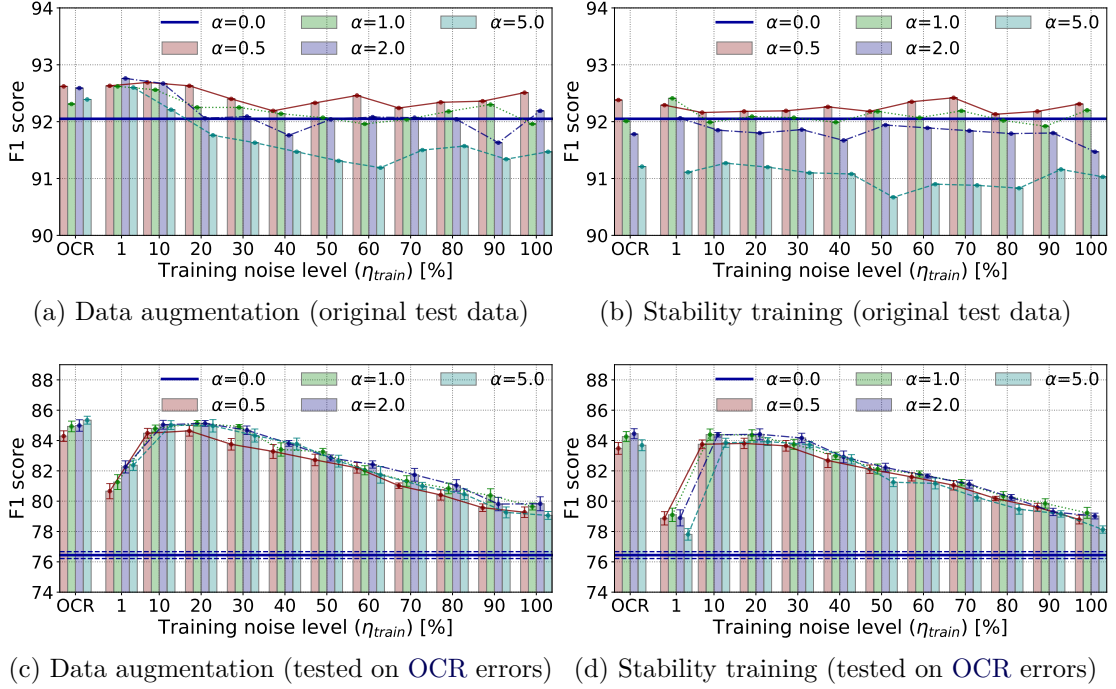 94
93
92
91
90
F1 score
α=0.0
α=0.5
α=1.0
α=2.0
α=5.0
OCR 1 10 20 30 40 50 60 70 80 90 100
Training noise level (η_train) [%]
(a) Data augmentation (original test data)
94
93
92
91
90
F1 score
α=0.0
α=0.5
α=1.0
α=2.0
α=5.0
OCR 1 10 20 30 40 50 60 70 80 90 100
Training noise level (η_train) [%]
(b) Stability training (original test data)
88
86
84
82
80
78
76
74
F1 score
α=0.0
α=0.5
α=1.0
α=2.0
α=5.0
OCR 1 10 20 30 40 50 60 70 80 90 100
Training noise level (η_train) [%]
(c) Data augmentation (tested on OCR errors)
88
86
84
82
80
78
76
74
F1 score
α=0.0
α=0.5
α=1.0
α=2.0
α=5.0
OCR 1 10 20 30 40 50 60 70 80 90 100
Training noise level (η_train) [%]
(d) Stability training (tested on OCR errors)